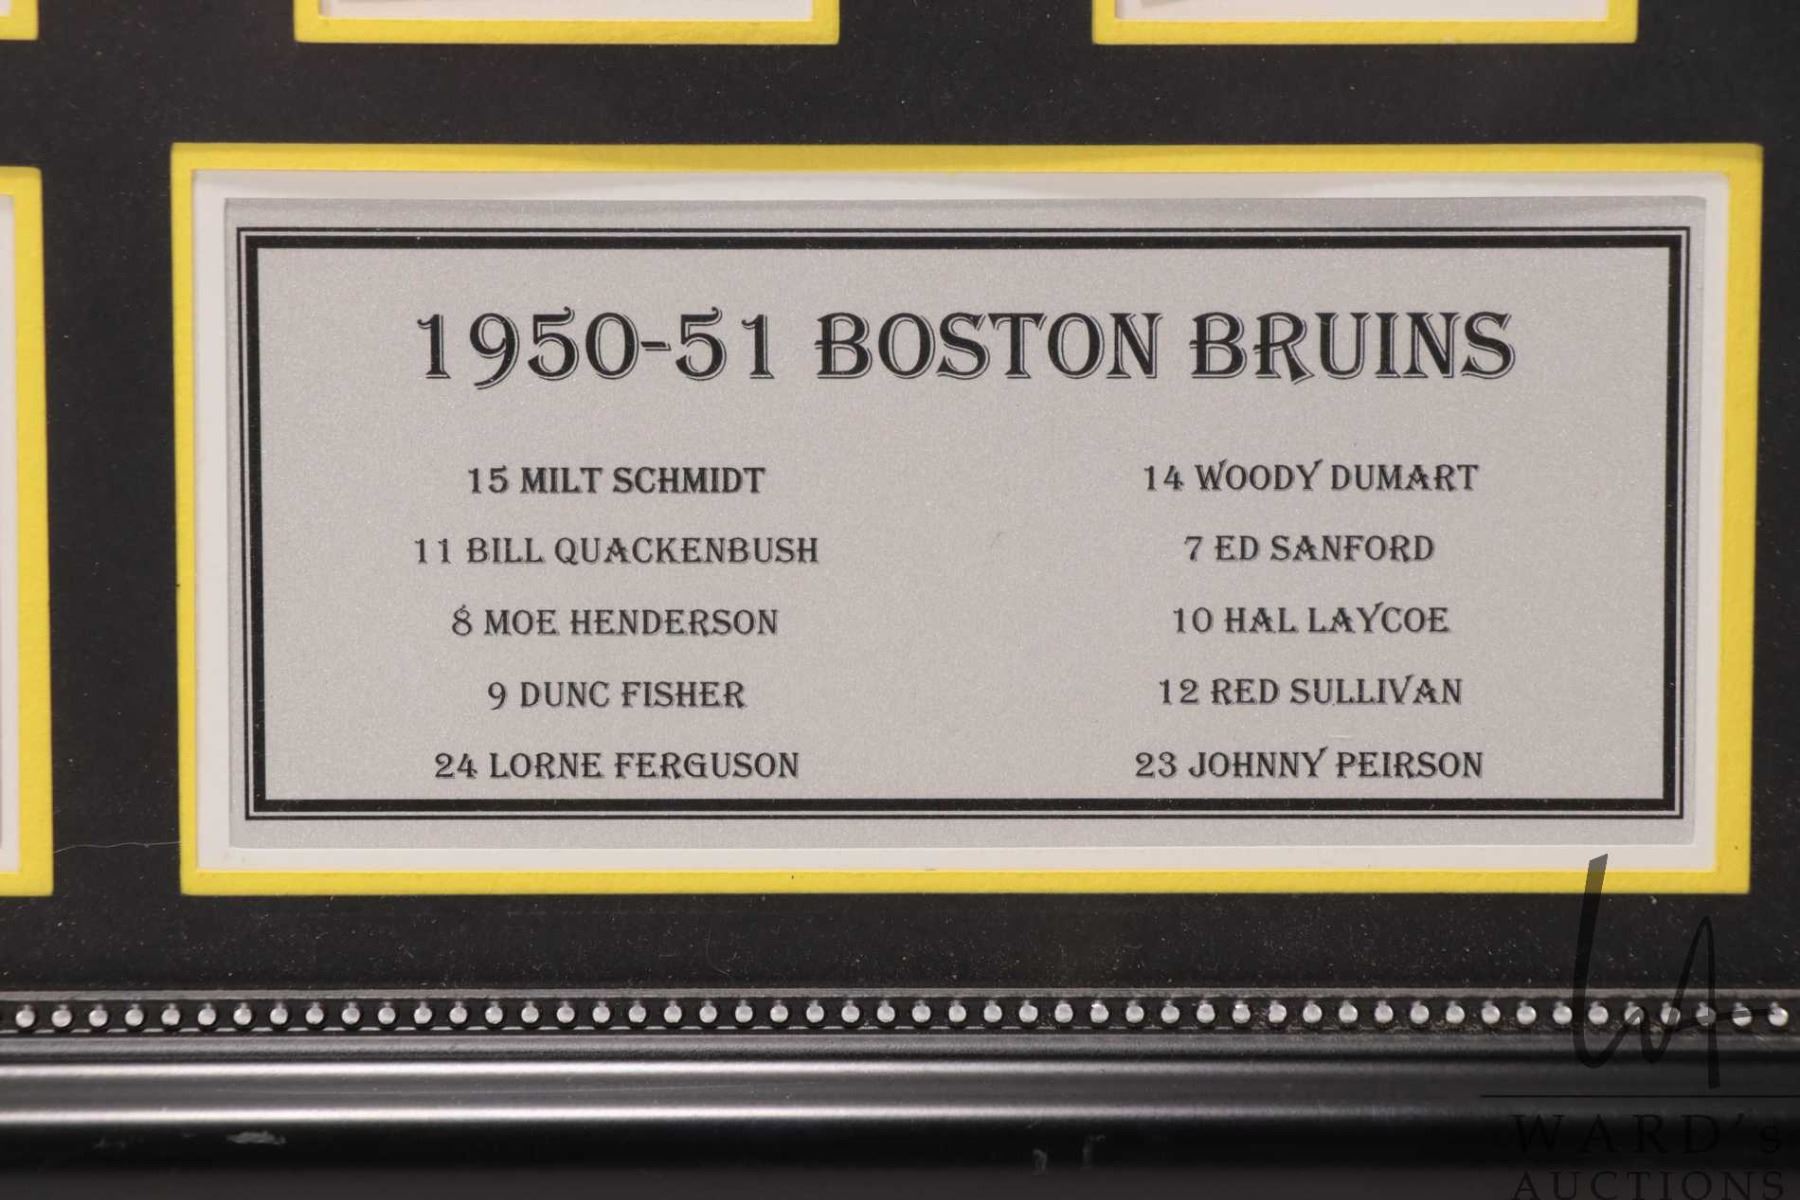 1950-51 BOSTON BRUINS
15 MILT SCHMIDT
11 BILL QUACKENBUSH
8 MOE HENDERSON
9 DUNC FISHER
24 LORNE FERGUSON
14 WOODY DUMART
7 ED SANFORD
10 HAL LAYCOE
12 RED SULLIVAN
23 JOHNNY PEIRSON
WA
WARD's
AUCTIONS